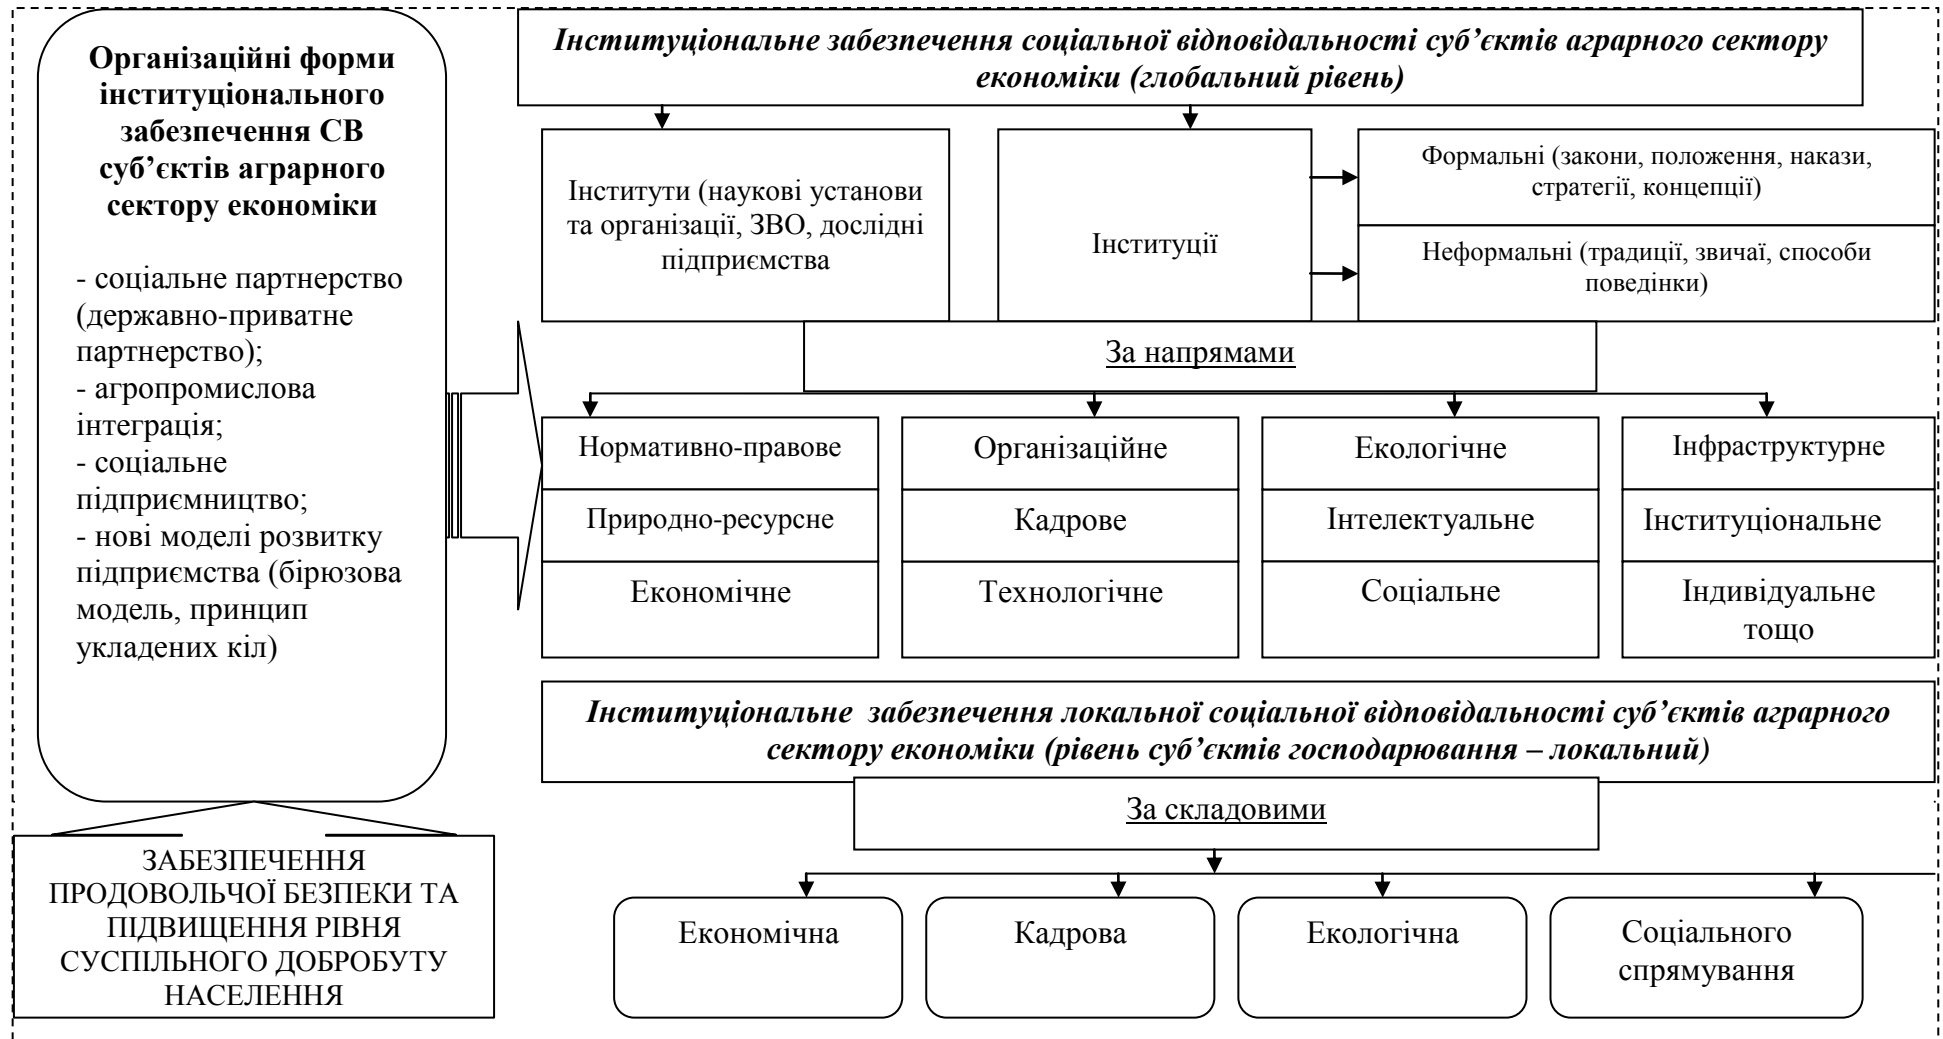 Організаційні форми
інституціонального
забезпечення СВ
суб’єктів аграрного
сектору економіки
- соціальне партнерство
(державно-приватне
партнерство);
- агропромислова
інтеграція;
- соціальне
підприємництво;
- нові моделі розвитку
підприємства (бірюзова
модель, принцип
укладених кіл)
ЗАБЕЗПЕЧЕННЯ
ПРОДОВОЛЬЧОЇ БЕЗПЕКИ ТА
ПІДВИЩЕННЯ РІВНЯ
СУСПІЛЬНОГО ДОБРОБУТУ
НАСЕЛЕННЯ
Інституціональне забезпечення соціальної відповідальності суб’єктів аграрного сектору
економіки (глобальний рівень)
Інститути (наукові установи
та організації, ЗВО, дослідні
підприємства
Інституції
Формальні (закони, положення, накази,
стратегії, концепції)
Неформальні (традиції, звичаї, способи
поведінки)
За напрямами
Нормативно-правове
Організаційне
Екологічне
Інфраструктурне
Природно-ресурсне
Кадрове
Інтелектуальне
Інституціональне
Економічне
Технологічне
Соціальне
Індивідуальне
тощо
Інституціональне забезпечення локальної соціальної відповідальності суб’єктів аграрного
сектору економіки (рівень суб’єктів господарювання – локальний)
За складовими
Економічна
Кадрова
Екологічна
Соціального
спрямування